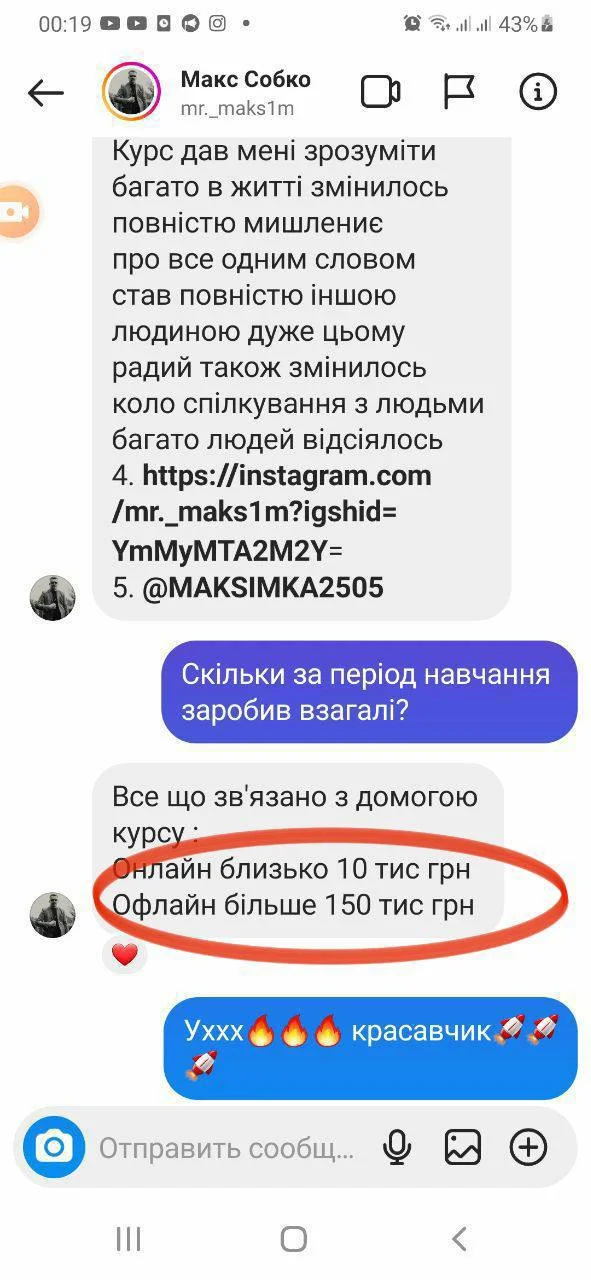 00:19
43%
Макс Собко
mr._maks1m
Курс дав мені зрозуміти
багато в житті змінилось
повністю мишлениє
про все одним словом
став повністю іншою
людиною дуже цьому
радий також змінилось
коло спілкування з людьми
багато людей відсіялось
4. https://instagram.com
/mr._maks1m?igshid=
YmMyMTA2M2Y=
5. @MAKSIMKA2505
Скільки за період навчання
заробив взагалі?
Все що зв'язано з домогою
курсу :
Онлайн близько 10 тис грн
Офлайн більше 150 тис грн
❤️
Уххх🔥🔥🔥 красавчик🚀🚀
🚀
Отправить сообщ...